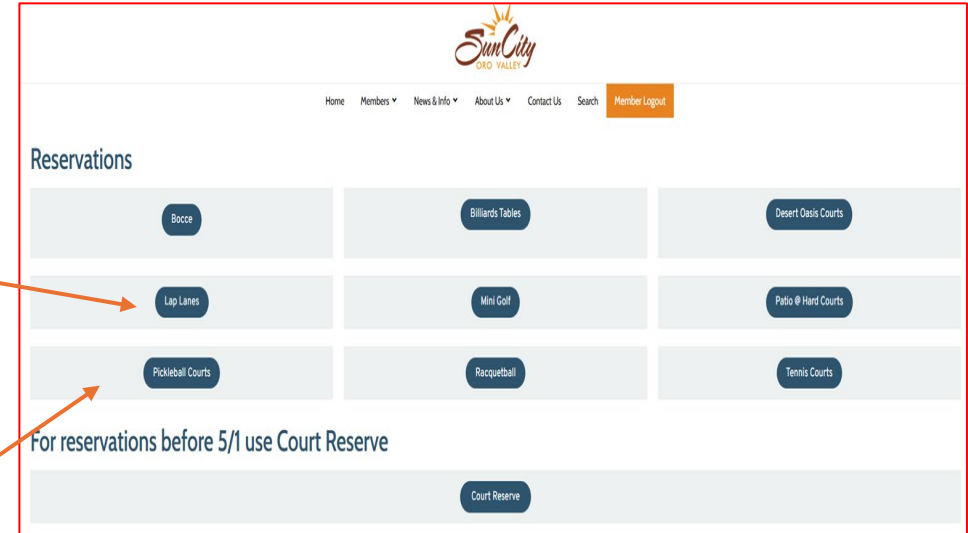 Sun City
ORO VALLEY
Home Members News & Info About Us Contact Us Search Member Logout
Reservations
Bocce Billiards Tables Desert Oasis Courts
Lap Lanes Mini Golf Patio @ Hard Courts
Pickleball Courts Racquetball Tennis Courts
For reservations before 5/1 use Court Reserve
Court Reserve